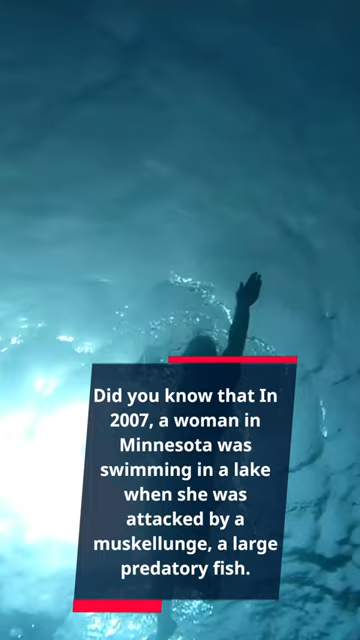 Did you know that In
2007, a woman in
Minnesota was
swimming in a lake
when she was
attacked by a
muskellunge, a large
predatory fish.